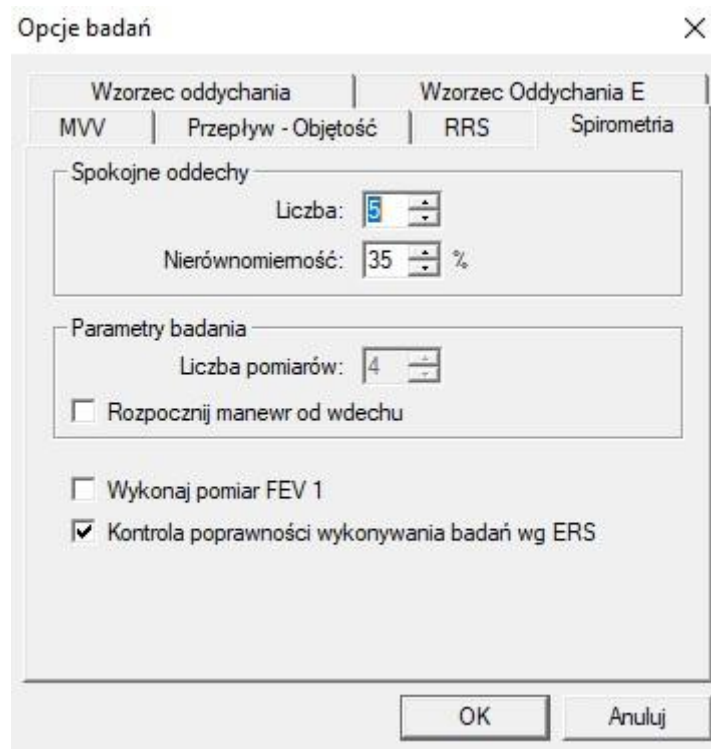 Opcje badań
Wzorzec oddychania Wzorzec Oddychania E
MVV Przepływ - Objętość RRS Spirometria
Spokojne oddechy
Liczba: 5
Nierównomierność: 35 %
Parametry badania
Liczba pomiarów: 4
Rozpocznij manewr od wdechu
Wykonaj pomiar FEV 1
Kontrola poprawności wykonywania badań wg ERS
OK Anuluj